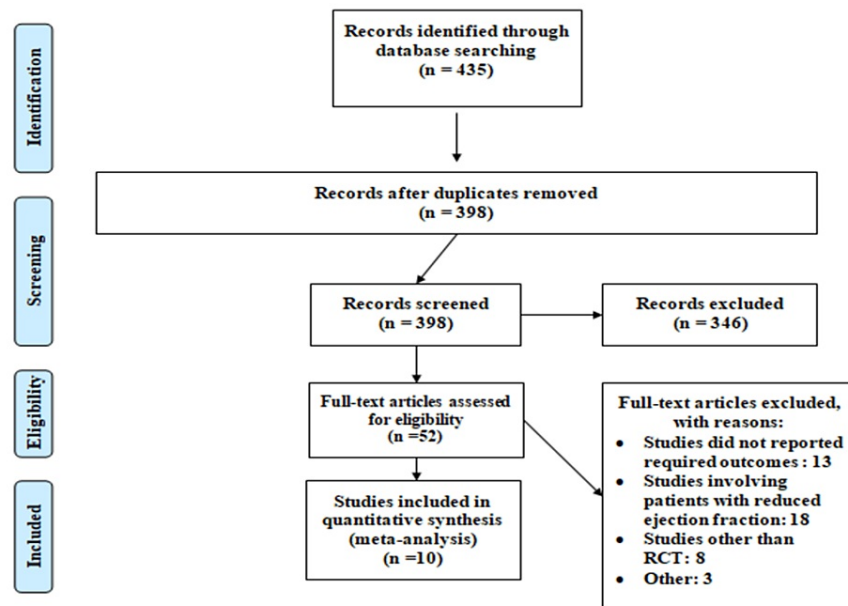 Identification
Records identified through
database searching
(n = 435)
Records after duplicates removed
(n = 398)
Screening
Records screened
(n = 398)
Records excluded
(n = 346)
Eligibility
Full-text articles assessed
for eligibility
(n =52)
Full-text articles excluded,
with reasons:
• Studies did not reported
required outcomes : 13
• Studies involving
patients with reduced
ejection fraction: 18
• Studies other than
RCT: 8
• Other: 3
Included
Studies included in
quantitative synthesis
(meta-analysis)
(n =10)